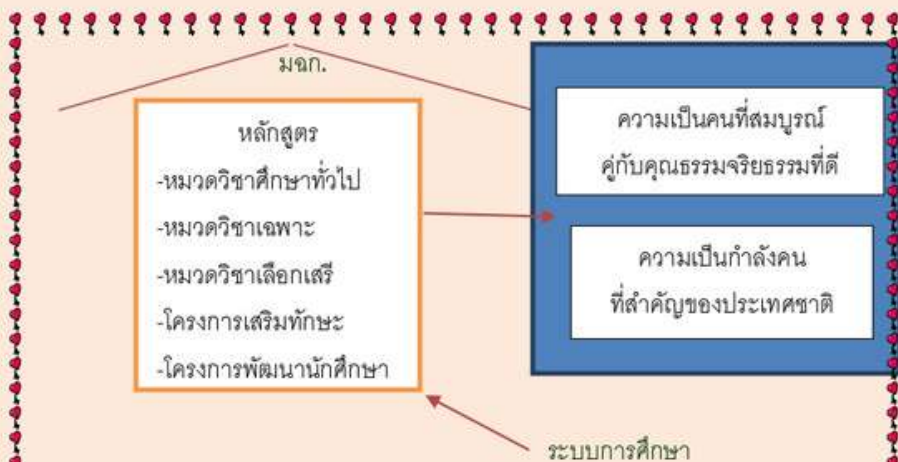 มฉก.
หลักสูตร
-หมวดวิชาศึกษาทั่วไป
-หมวดวิชาเฉพาะ
-หมวดวิชาเลือกเสรี
-โครงการเสริมทักษะ
-โครงการพัฒนานักศึกษา
ความเป็นคนที่สมบูรณ์
คู่กับคุณธรรมจริยธรรมที่ดี
ความเป็นกำลังคน
ที่สำคัญของประเทศชาติ
ระบบการศึกษา